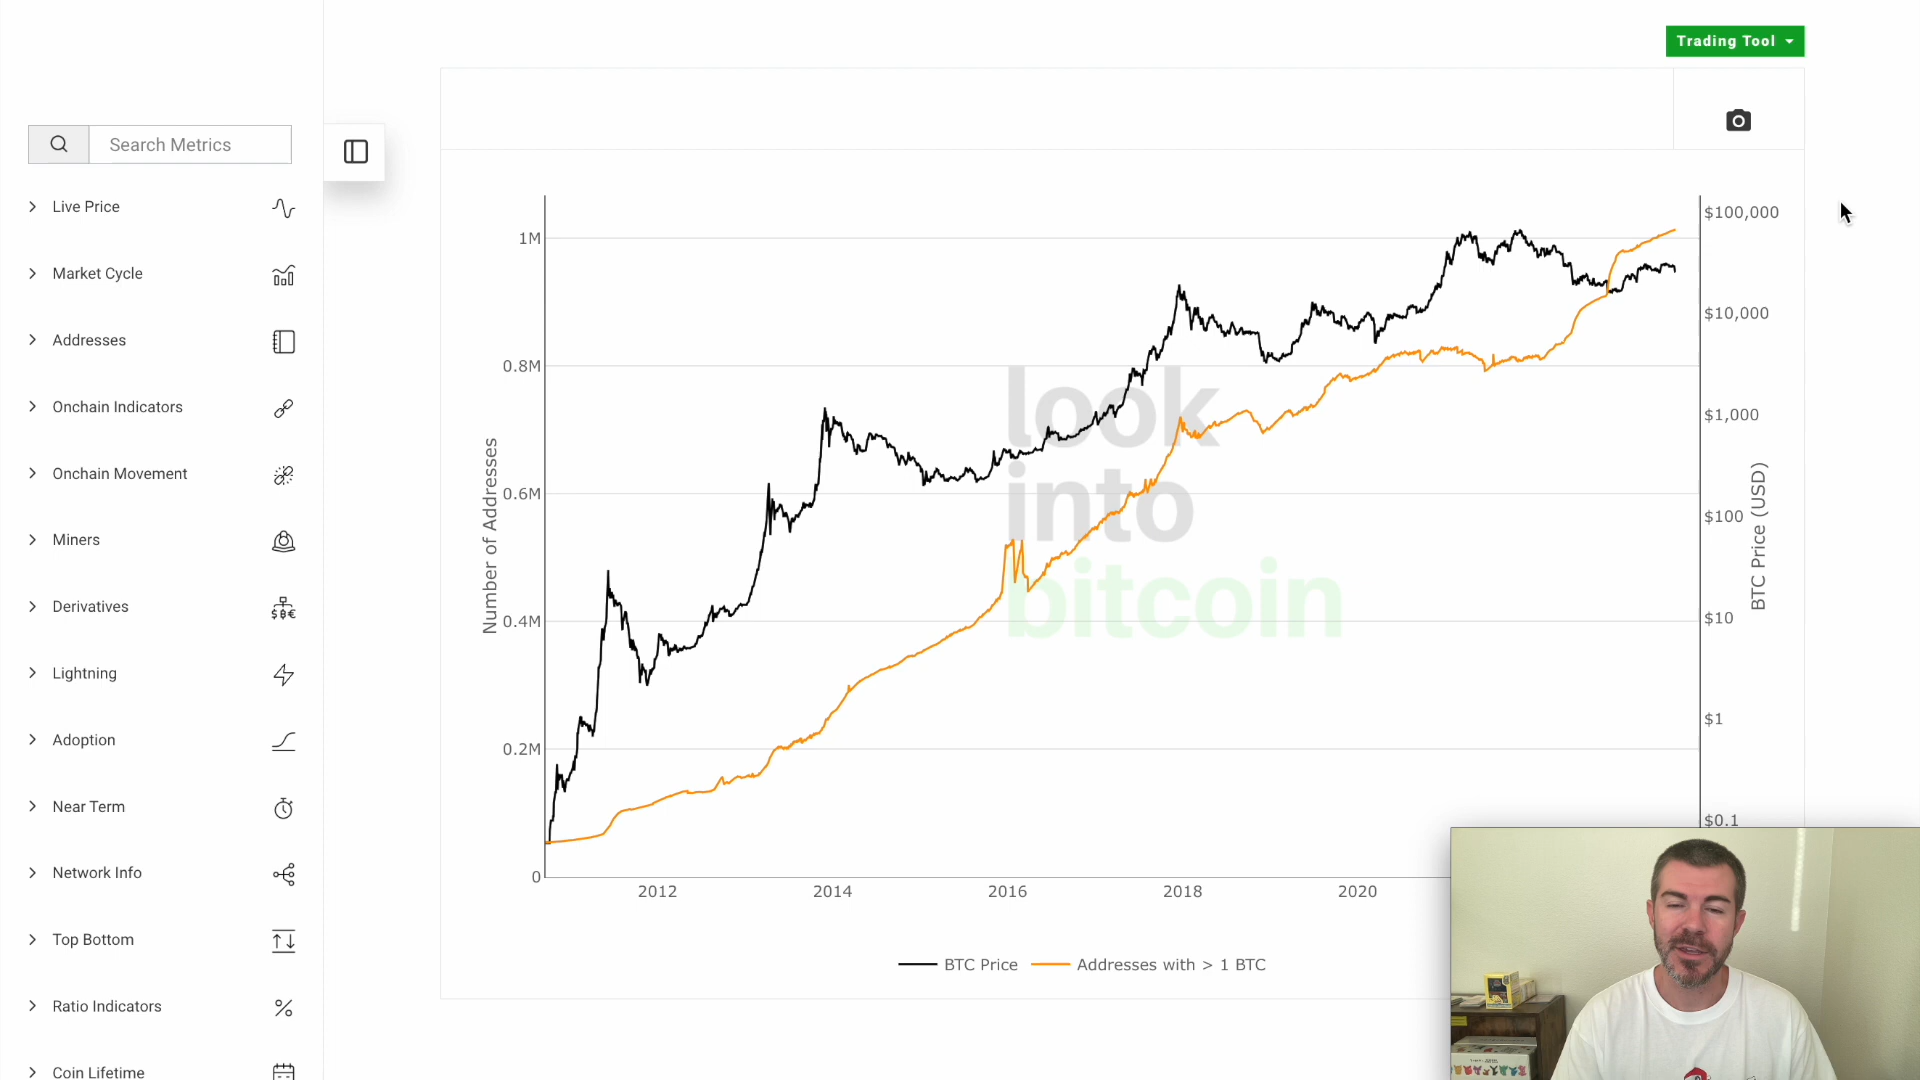 Trading Tool
Search Metrics
Live Price
Market Cycle
Addresses
Onchain Indicators
Onchain Movement
Miners
Derivatives
Lightning
Adoption
Near Term
Network Info
Top Bottom
Ratio Indicators
Coin Lifetime
Number of Addresses
1M
0.8M
0.6M
0.4M
0.2M
0
look
into
bitcoin
$100,000
$10,000
$1,000
$100
$10
$1
$0.1
BTC Price (USD)
2012
2014
2016
2018
2020
BTC Price
Addresses with > 1 BTC